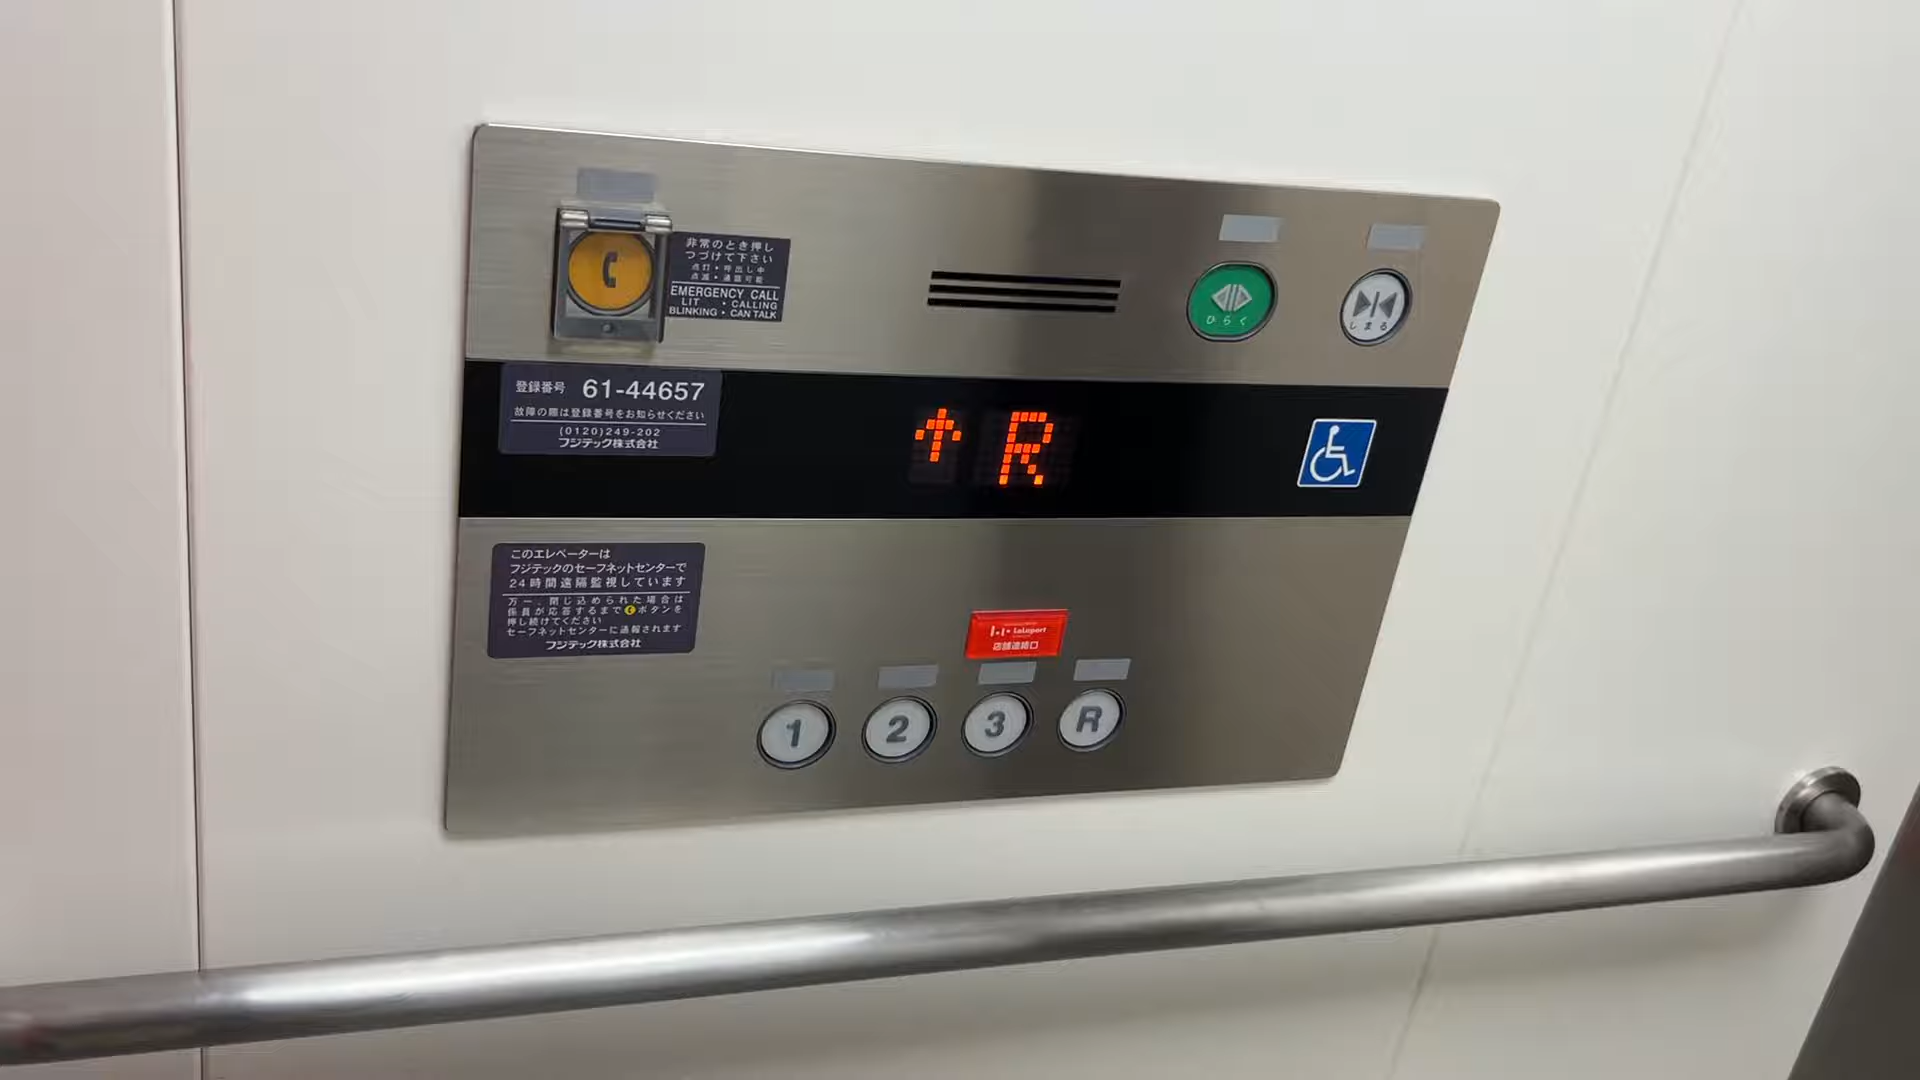 非常のとき押し
つづけて下さい
点灯・呼出し中
点滅・通話可能
EMERGENCY CALL
LIT ・CALLING
BLINKING・CAN TALK
ひらく
しまる
登録番号 61-44657
故障の際は登録番号をお知らせください
(0120)249-202
フジテック株式会社
R
このエレベーターは
フジテックのセーフネットセンターで
24時間遠隔監視しています
万一、閉じ込められた場合は
係員が応答するまでボタンを
押し続けてください
セーフネットセンターに通報されます
フジテック株式会社
LaLaport
店舗連絡口
1
2
3
R